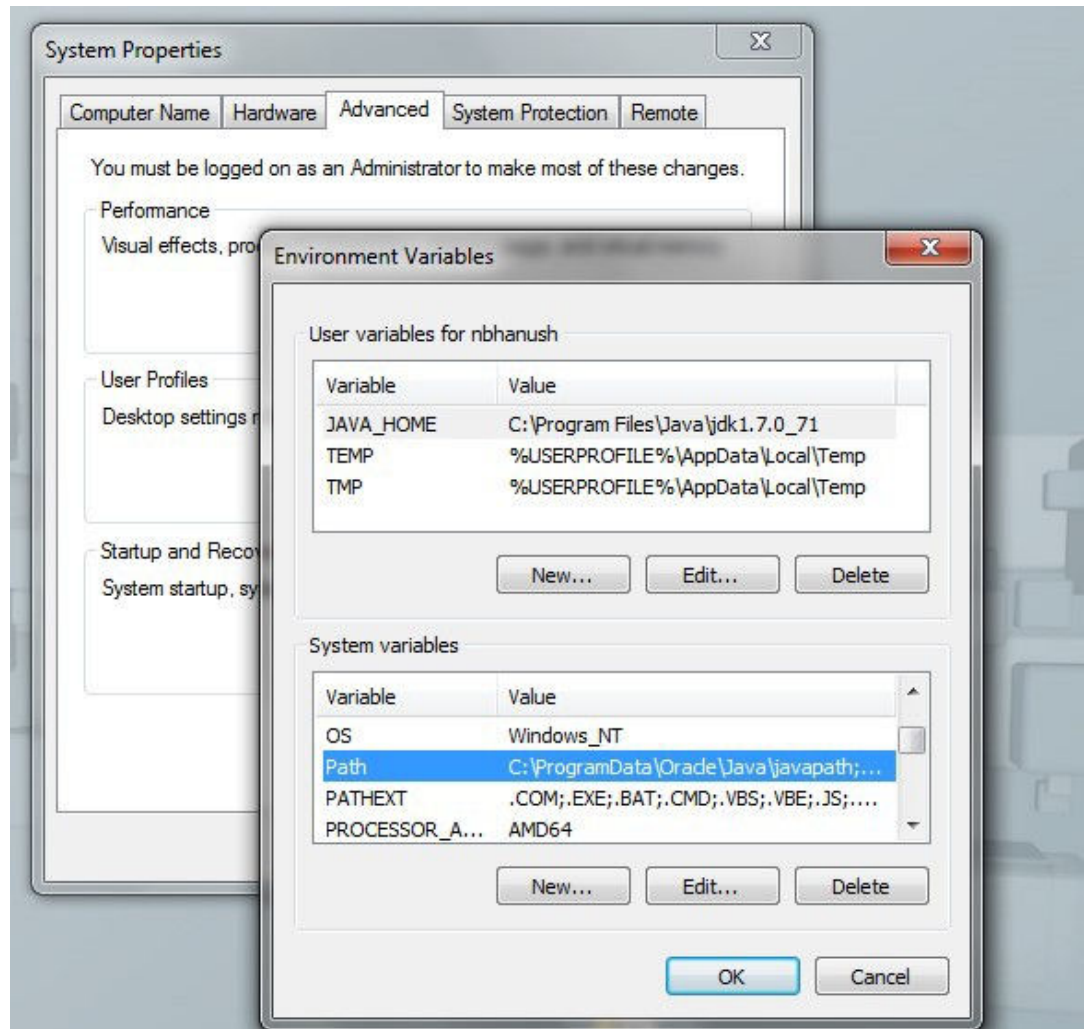 System Properties
Computer Name Hardware Advanced System Protection Remote
You must be logged on as an Administrator to make most of these changes.
Performance
Visual effects, pro
Environment Variables
User variables for nbhanush
Variable Value
JAVA_HOME C:\Program Files\Java\jdk1.7.0_71
TEMP %USERPROFILE%\AppData\Local\Temp
TMP %USERPROFILE%\AppData\Local\Temp
New... Edit... Delete
User Profiles
Desktop settings r
Startup and Recov
System startup, sy
System variables
Variable Value
OS Windows_NT
Path C:\ProgramData\Oracle\Java\javapath;...
PATHEXT .COM;.EXE;.BAT;.CMD;.VBS;.VBE;.JS;....
PROCESSOR_A... AMD64
New... Edit... Delete
OK Cancel